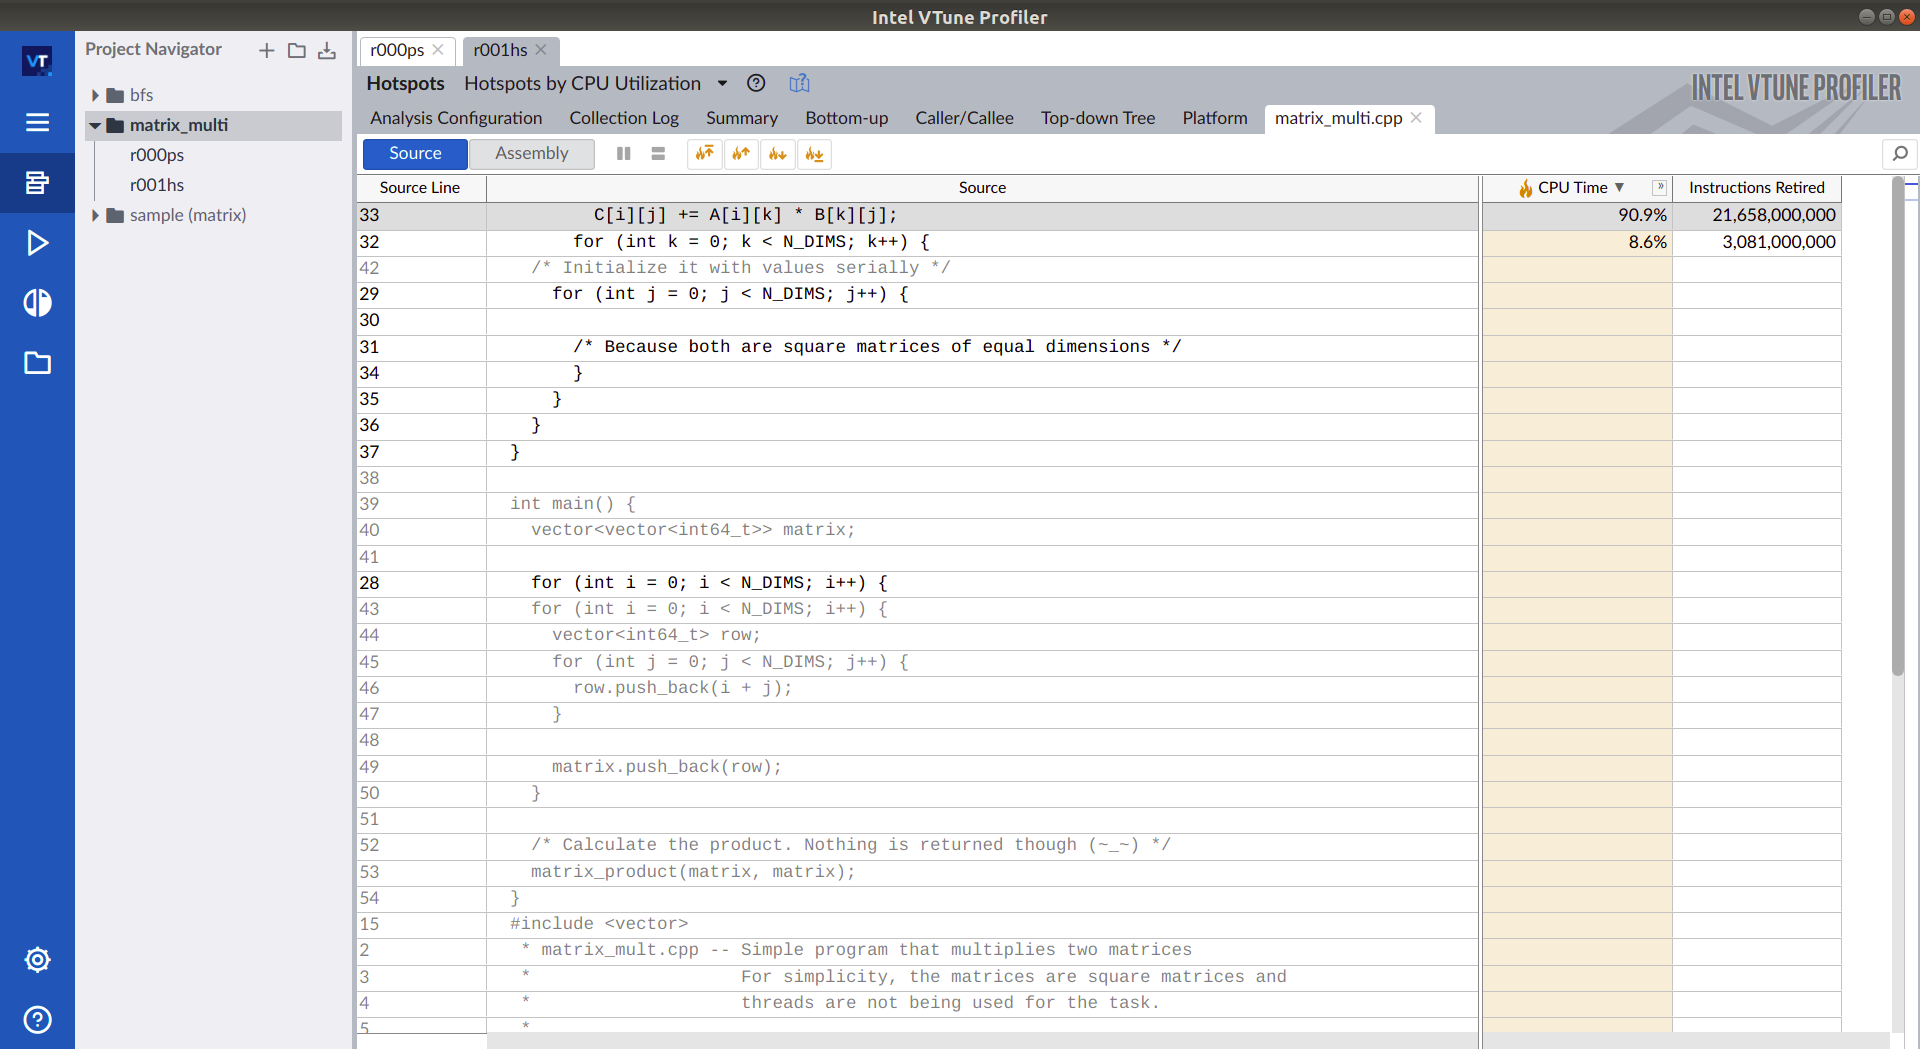 Intel VTune Profiler
VT
Project Navigator
bfs
matrix_multi
r000ps
r001hs
sample (matrix)
r000ps
r001hs
Hotspots Hotspots by CPU Utilization
INTEL VTUNE PROFILER
Analysis Configuration Collection Log Summary Bottom-up Caller/Callee Top-down Tree Platform matrix_multi.cpp
Source Assembly
Source Line Source CPU Time Instructions Retired
33 C[i][j] += A[i][k] * B[k][j]; 90.9% 21,658,000,000
32 for (int k = 0; k < N_DIMS; k++) { 8.6% 3,081,000,000
42 /* Initialize it with values serially */
29 for (int j = 0; j < N_DIMS; j++) {
30
31 /* Because both are square matrices of equal dimensions */
34 }
35 }
36 }
37 }
38
39 int main() {
40 vector<vector<int64_t>> matrix;
41
28 for (int i = 0; i < N_DIMS; i++) {
43 for (int i = 0; i < N_DIMS; i++) {
44 vector<int64_t> row;
45 for (int j = 0; j < N_DIMS; j++) {
46 row.push_back(i + j);
47 }
48
49 matrix.push_back(row);
50 }
51
52 /* Calculate the product. Nothing is returned though (~_~) */
53 matrix_product(matrix, matrix);
54 }
15 #include <vector>
2 * matrix_mult.cpp -- Simple program that multiplies two matrices
3 * For simplicity, the matrices are square matrices and
4 * threads are not being used for the task.
5 *